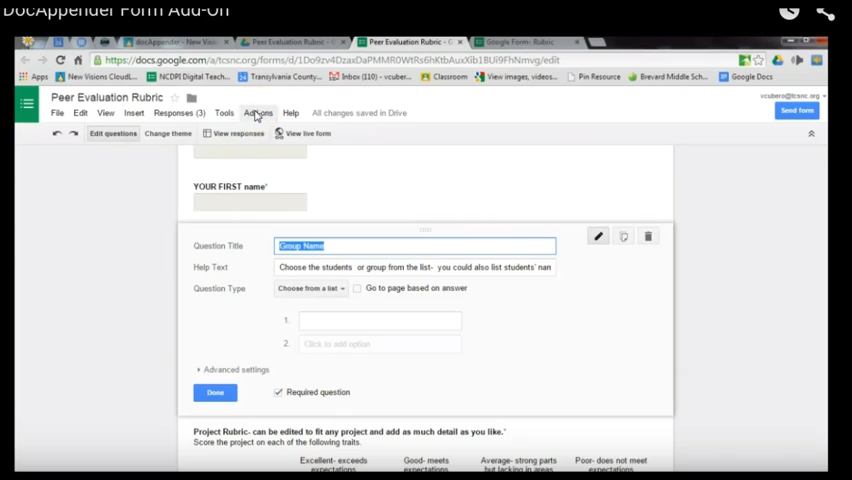 DocAppender Form Add-On
docAppender - New Visi
Peer Evaluation Rubric - G
Peer Evaluation Rubric - G
Google Form- Rubric
https://docs.google.com/forms/d/1Do9zv4DzaxDaPMMR0WtRs6hKtbAuxXib1BUi9FhNmvg/edit
Apps
New Visions CloudL...
NCDPI Digital Teach...
Transylvania County...
Inbox (110) - vcuber...
Classroom
View images, videos...
Pin Resource
Brevard Middle Sch...
Google Docs
Peer Evaluation Rubric
vcubero@tcsnc.org
File Edit View Insert Responses (3) Tools Add-ons Help All changes saved in Drive
Send form
Edit questions Change theme View responses View live form
YOUR FIRST name*
Question Title Group Name
Help Text Choose the students or group from the list- you could also list students' nam
Question Type Choose from a list Go to page based on answer
1.
2. Click to add option
Advanced settings
Done Required question
Project Rubric- can be edited to fit any project and add as much detail as you like.*
Score the project on each of the following traits.
Excellent- exceeds Good- meets Average- strong parts Poor- does not meet
expectations expectations but lacking in areas expectations